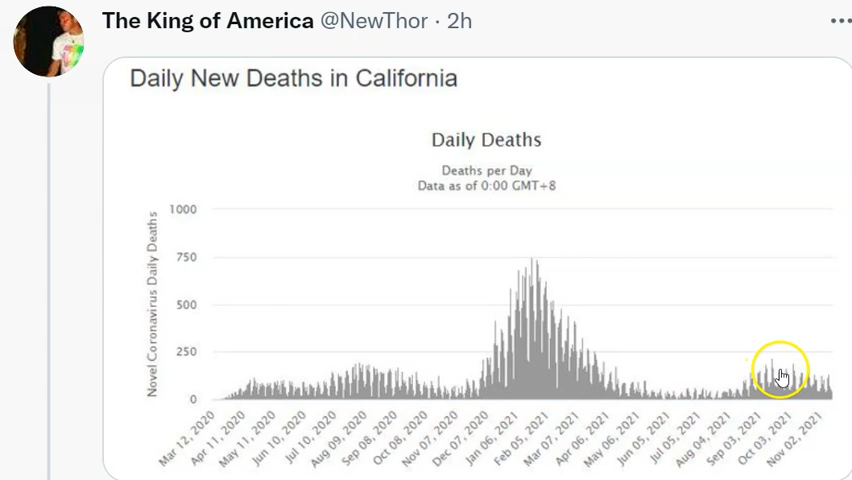 The King of America @NewThor · 2h
Daily New Deaths in California
Daily Deaths
Deaths per Day
Data as of 0:00 GMT+8
Novel Coronavirus Daily Deaths
1000
750
500
250
0
Mar 12, 2020
Apr 11, 2020
May 11, 2020
Jun 10, 2020
Jul 10, 2020
Aug 09, 2020
Sep 08, 2020
Oct 08, 2020
Nov 07, 2020
Dec 07, 2020
Jan 06, 2021
Feb 05, 2021
Mar 07, 2021
Apr 06, 2021
May 06, 2021
Jun 05, 2021
Jul 05, 2021
Aug 04, 2021
Sep 03, 2021
Oct 03, 2021
Nov 02, 2021